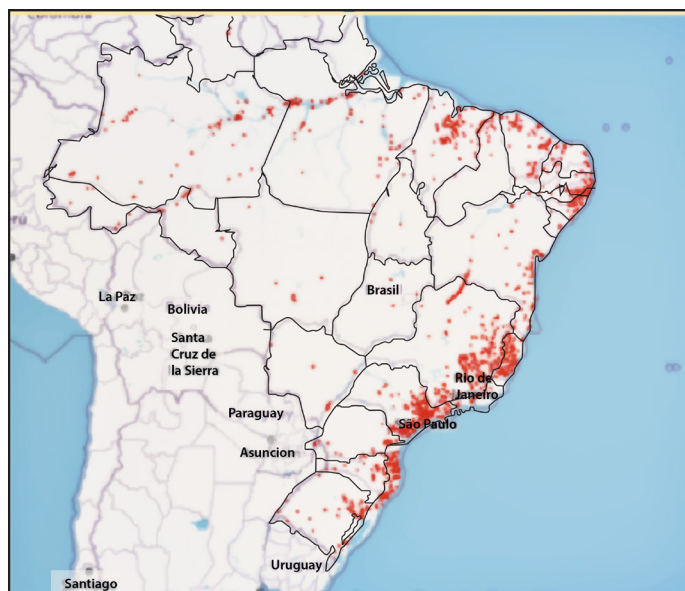 La Paz
Bolivia
Brasil
Santa
Cruz de
la Sierra
Rio de
Janeiro
Paraguay
São Paulo
Asuncion
Uruguay
Santiago